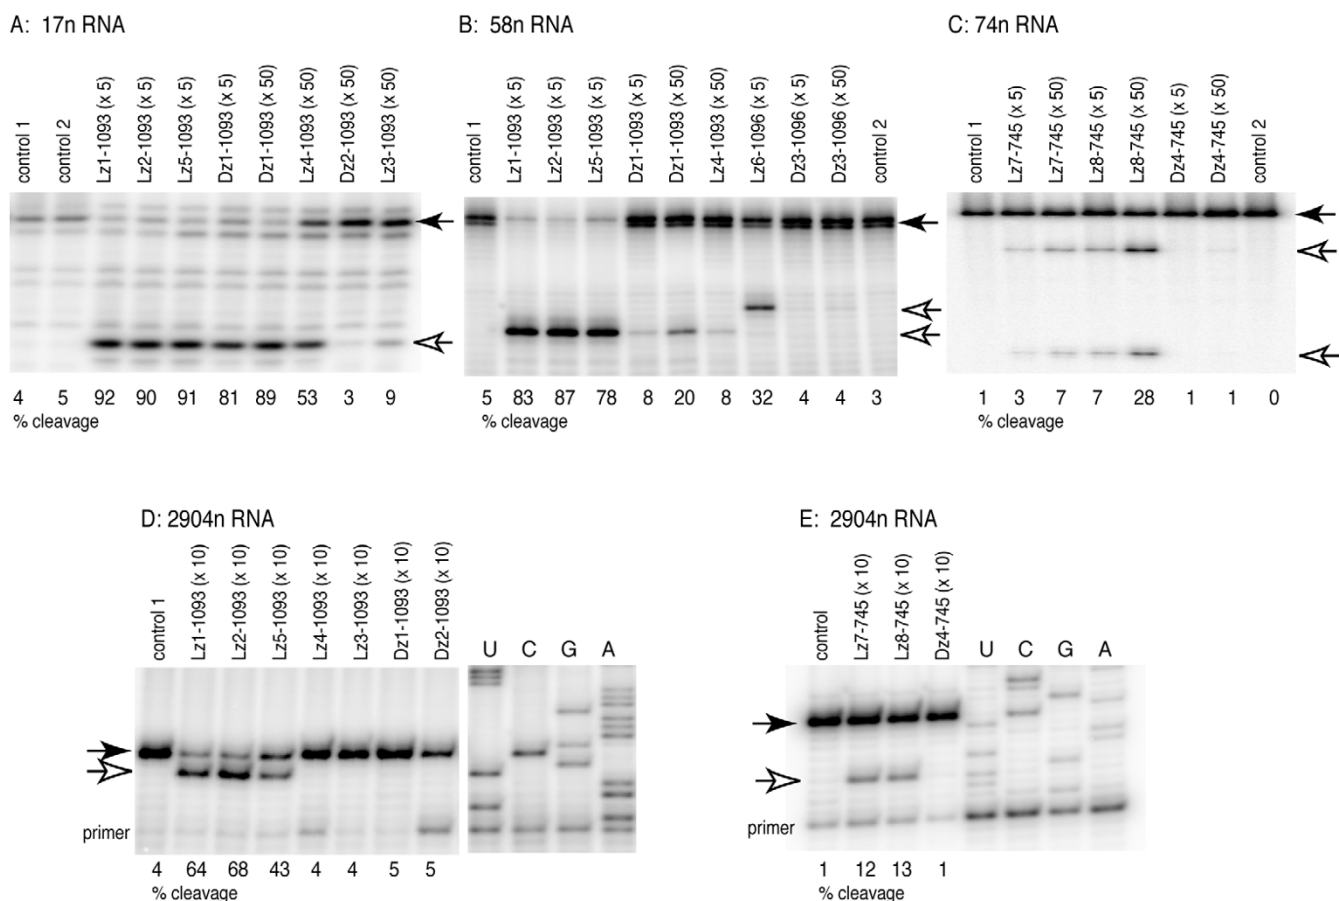 A: 17n RNA
control 1
control 2
Lz1-1093 (x 5)
Lz2-1093 (x 5)
Lz5-1093 (x 5)
Dz1-1093 (x 5)
Dz1-1093 (x 50)
Lz4-1093 (x 50)
Dz2-1093 (x 50)
Lz3-1093 (x 50)
4 5 92 90 91 81 89 53 3 9
% cleavage
B: 58n RNA
control 1
Lz1-1093 (x 5)
Lz2-1093 (x 5)
Lz5-1093 (x 5)
Dz1-1093 (x 5)
Dz1-1093 (x 50)
Lz4-1093 (x 50)
Lz6-1096 (x 5)
Dz3-1096 (x 50)
Dz3-1096 (x 50)
control 2
5 83 87 78 8 20 8 32 4 4 3
% cleavage
C: 74n RNA
control 1
Lz7-745 (x 5)
Lz7-745 (x 50)
Lz8-745 (x 5)
Lz8-745 (x 50)
Dz4-745 (x 5)
Dz4-745 (x 50)
control 2
1 3 7 7 28 1 1 0
% cleavage
D: 2904n RNA
control 1
Lz1-1093 (x 10)
Lz2-1093 (x 10)
Lz5-1093 (x 10)
Lz4-1093 (x 10)
Lz3-1093 (x 10)
Dz1-1093 (x 10)
Dz2-1093 (x 10)
U C G A
primer
4 64 68 43 4 4 5 5
% cleavage
E: 2904n RNA
control
Lz7-745 (x 10)
Lz8-745 (x 10)
Dz4-745 (x 10)
U C G A
primer
1 12 13 1
% cleavage